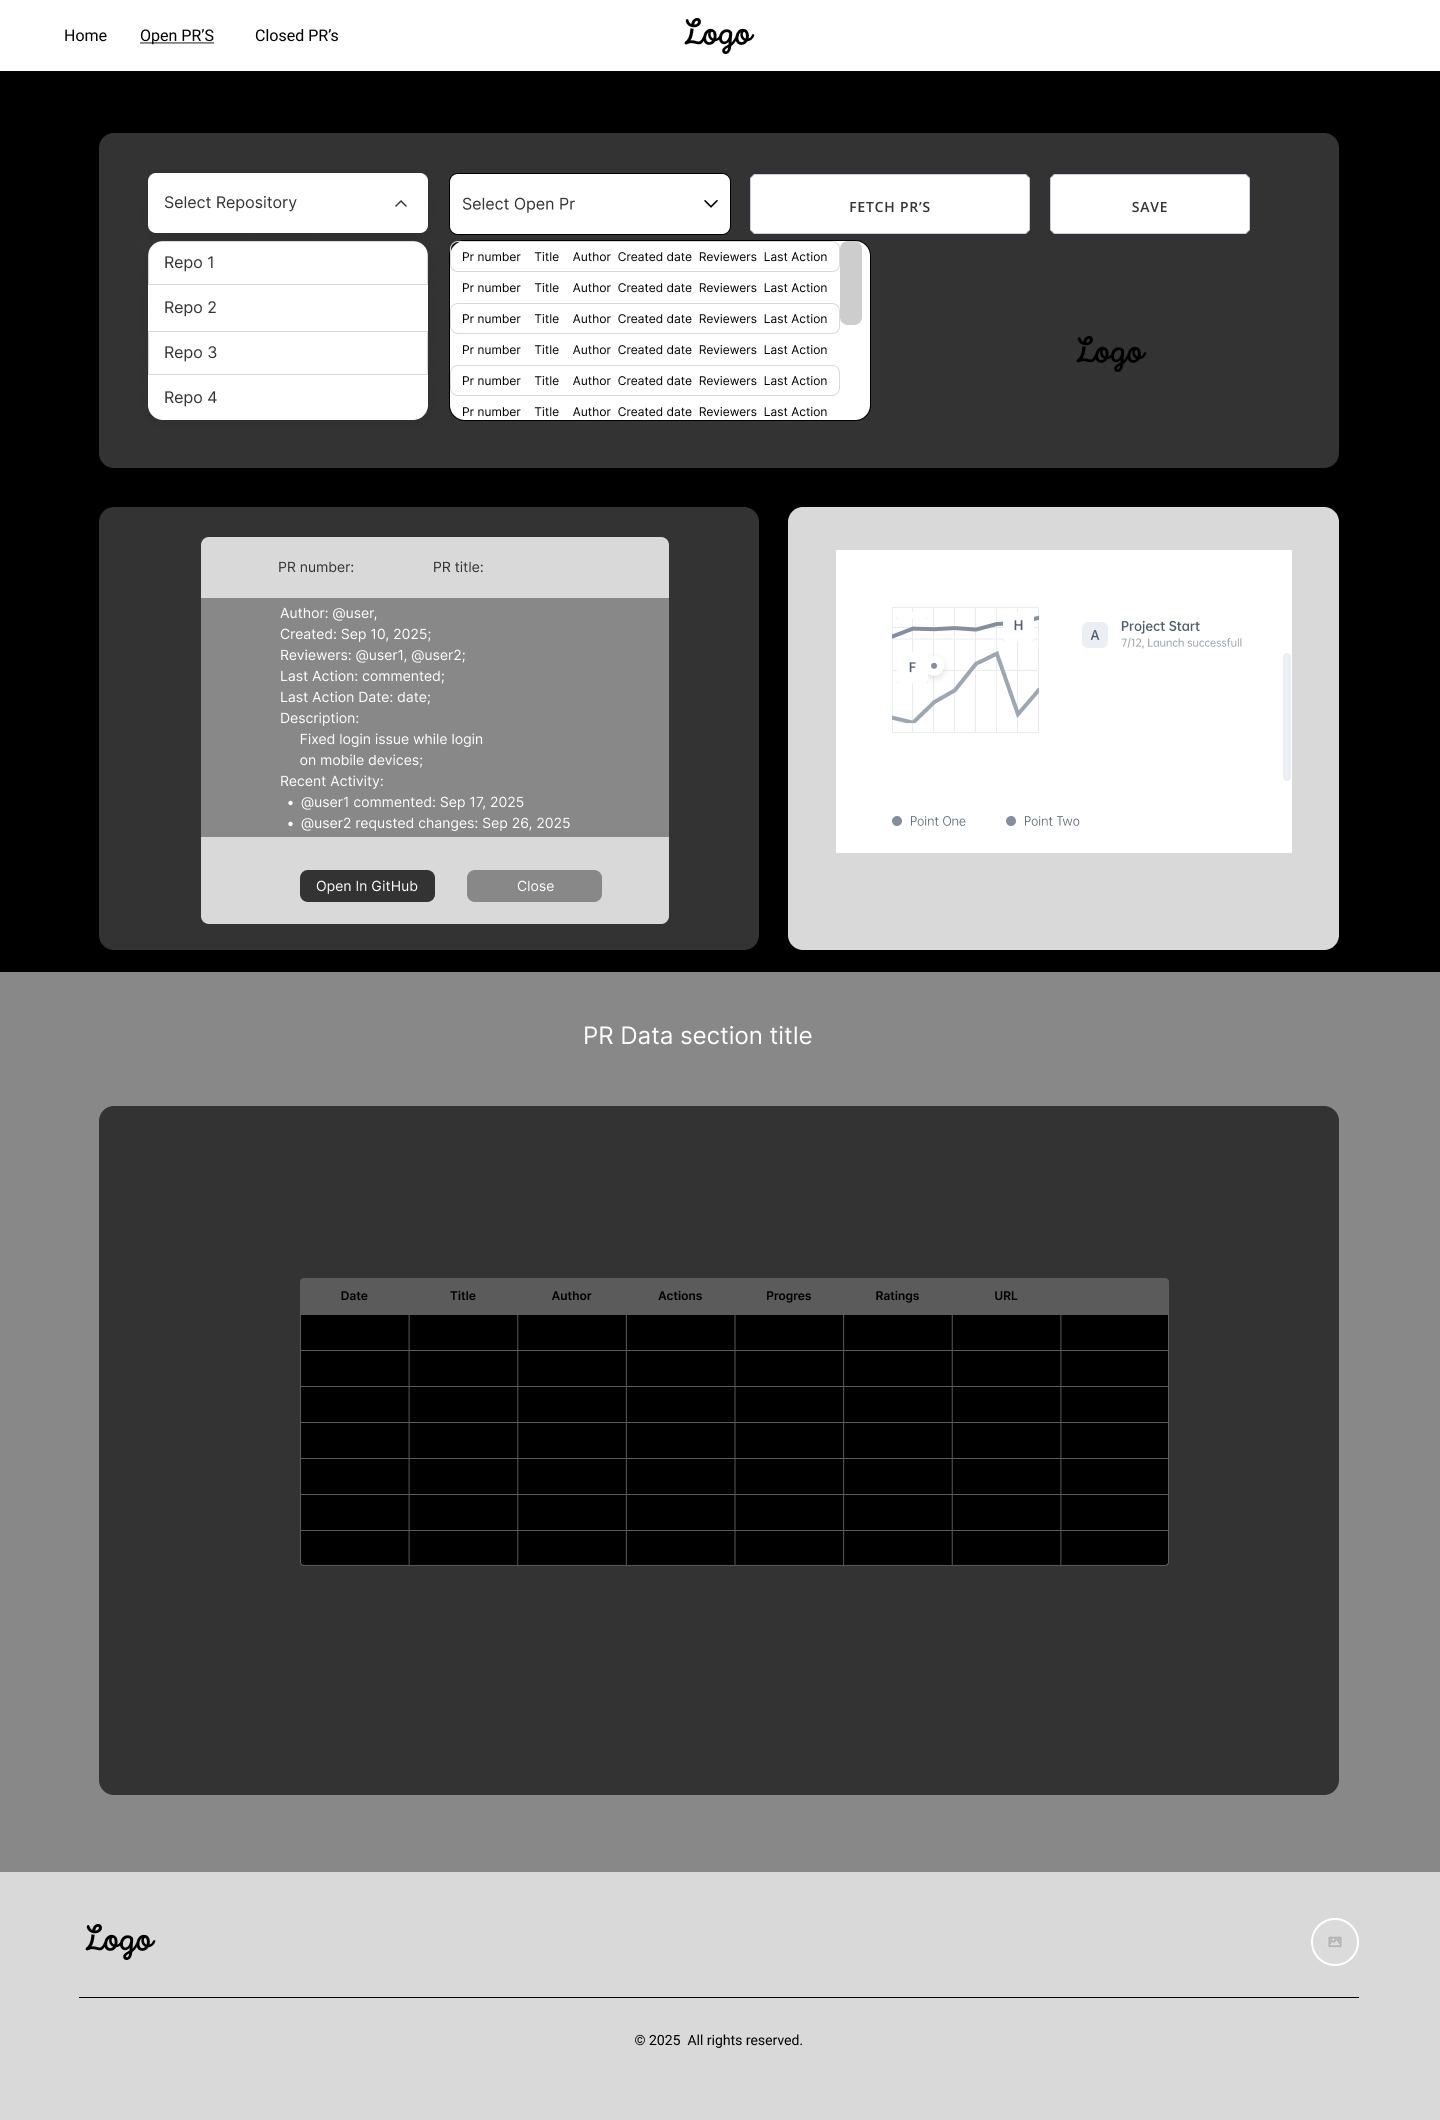 Home Open PR'S Closed PR's Logo
Select Repository
Select Open Pr
FETCH PR'S
SAVE
Repo 1
Repo 2
Repo 3
Repo 4
Pr number Title Author Created date Reviewers Last Action
Pr number Title Author Created date Reviewers Last Action
Pr number Title Author Created date Reviewers Last Action
Pr number Title Author Created date Reviewers Last Action
Pr number Title Author Created date Reviewers Last Action
Pr number Title Author Created date Reviewers Last Action
Logo
PR number: PR title:
Author: @user,
Created: Sep 10, 2025;
Reviewers: @user1, @user2;
Last Action: commented;
Last Action Date: date;
Description:
Fixed login issue while login
on mobile devices;
Recent Activity:
• @user1 commented: Sep 17, 2025
• @user2 requsted changes: Sep 26, 2025
Open In GitHub Close
H
F
A
Project Start
7/12, Launch successfull
Point One Point Two
PR Data section title
Date Title Author Actions Progres Ratings URL
Logo
© 2025 All rights reserved.